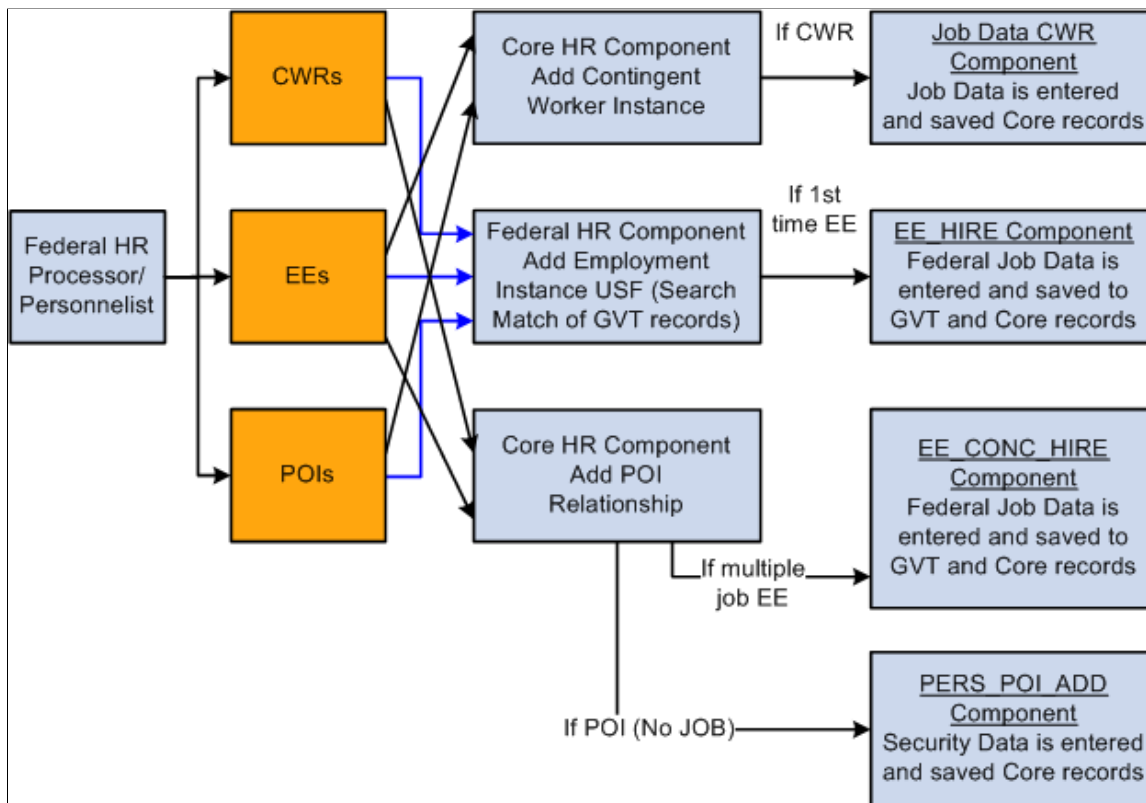 Federal HR
Processor/
Personnelist
CWRs
EEs
POIs
Core HR Component
Add Contingent
Worker Instance
Federal HR Component
Add Employment
Instance USF (Search
Match of GVT records)
Core HR Component
Add POI
Relationship
If CWR
If 1st
time EE
If multiple
job EE
If POI (No JOB)
Job Data CWR
Component
Job Data is entered
and saved Core records
EE_HIRE Component
Federal Job Data is
entered and saved to
GVT and Core records
EE_CONC_HIRE
Component
Federal Job Data is
entered and saved to
GVT and Core records
PERS_POI_ADD
Component
Security Data is entered
and saved Core records